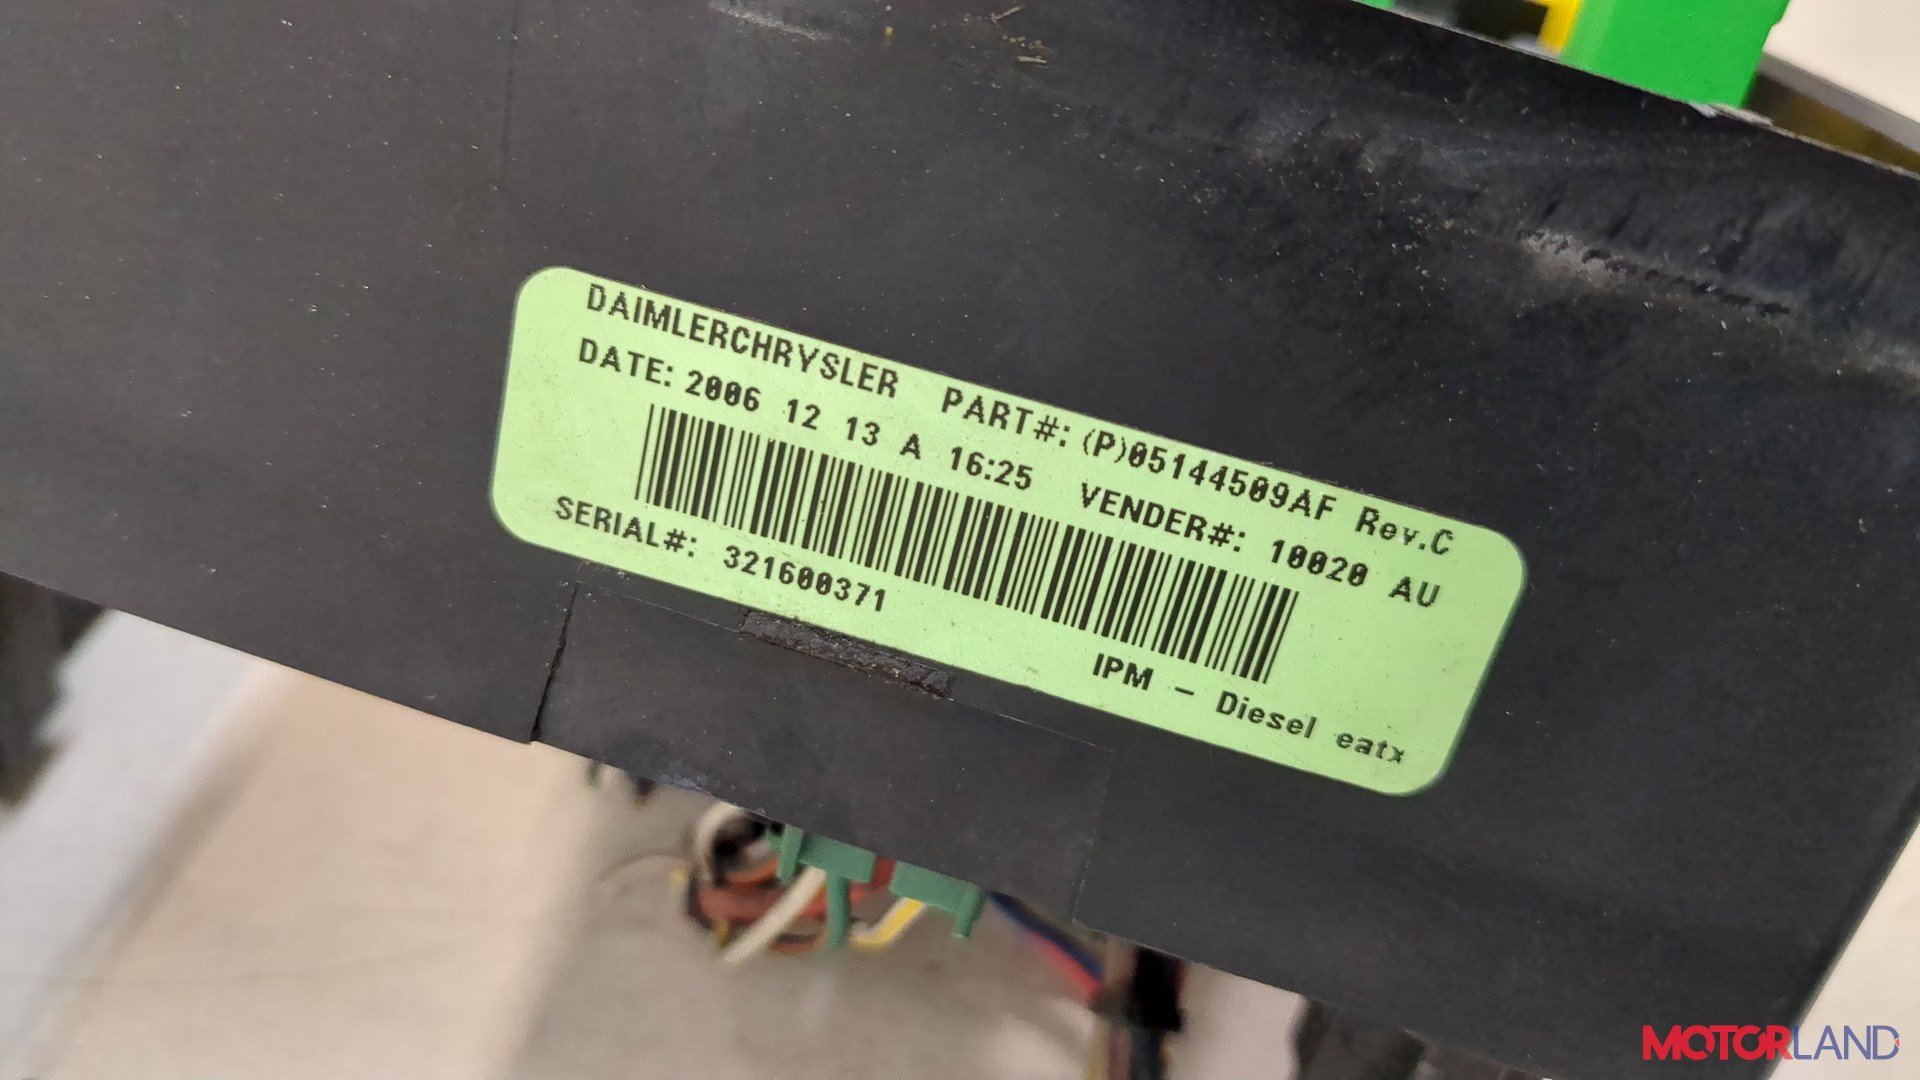 DAIMLERCHRYSLER PART#: (P)05144509AF Rev.C
DATE: 2006 12 13 A 16:25 VENDER#: 10020 AU
SERIAL#: 321600371 IPM - Diesel eatx
MOTORLAND